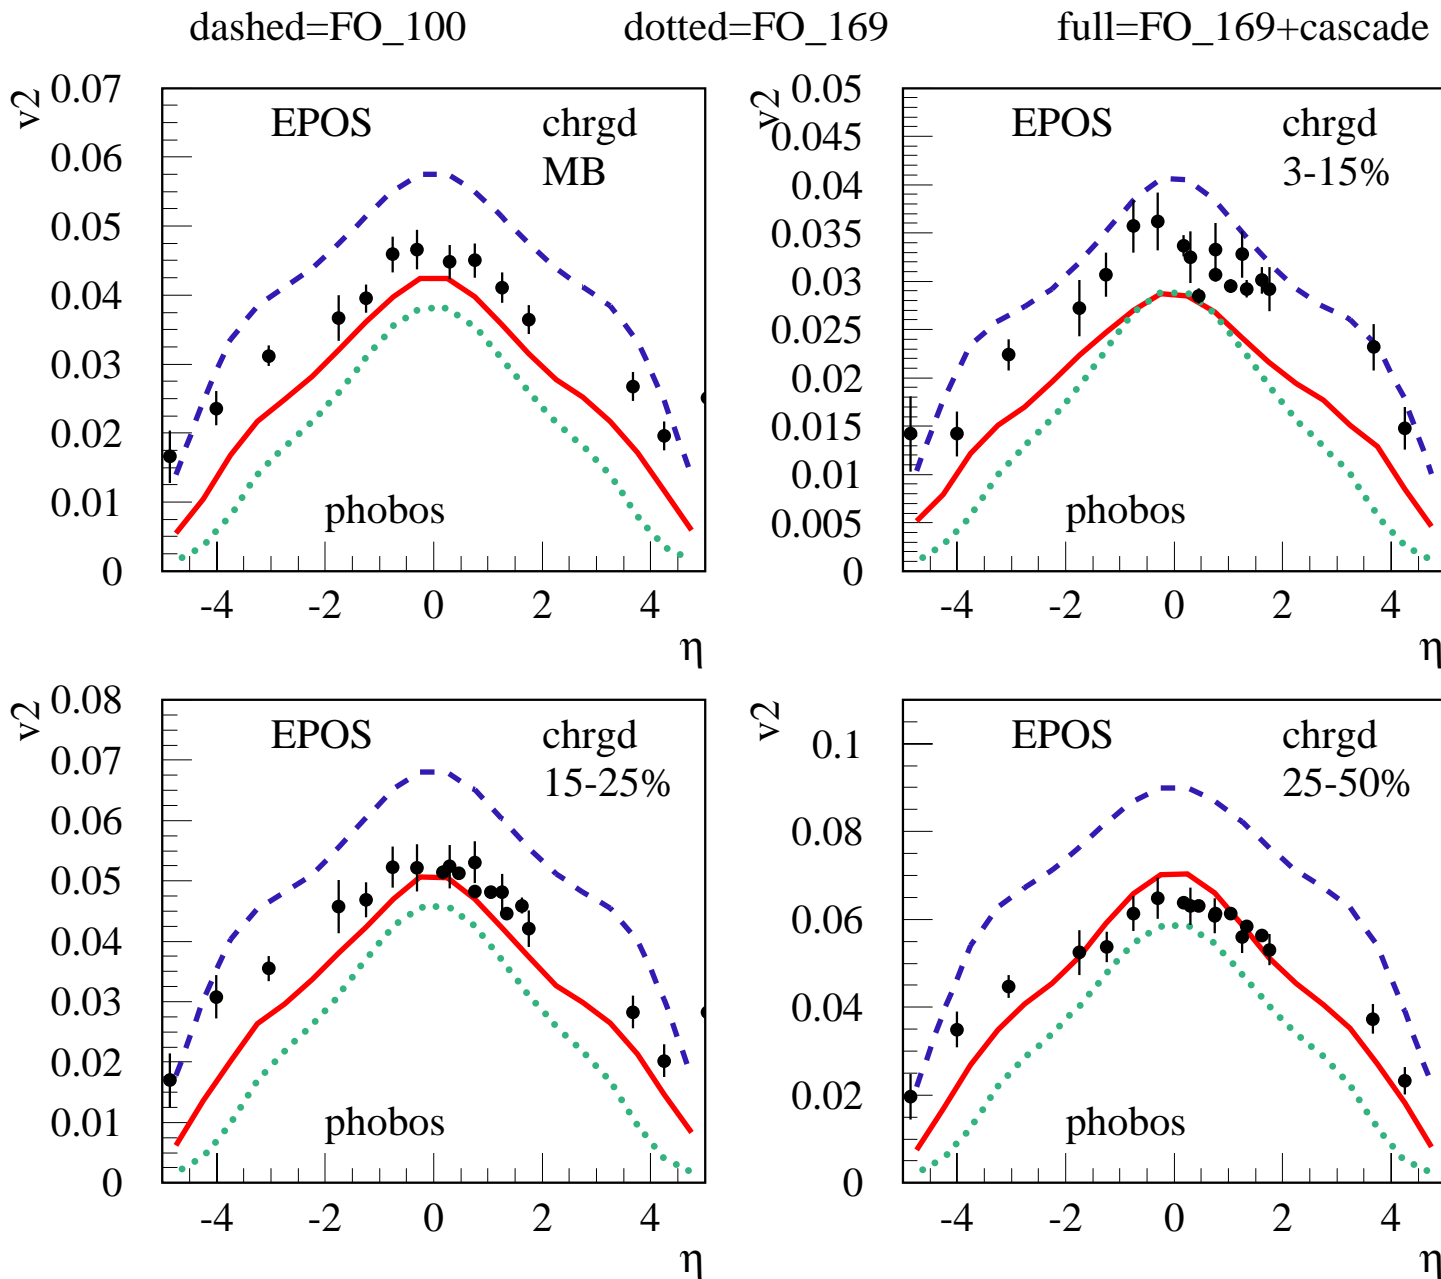 dashed=FO_100 dotted=FO_169 full=FO_169+cascade
v2
0.07
0.06
0.05
0.04
0.03
0.02
0.01
0
EPOS
chrgd
MB
phobos
-4 -2 0 2 4
η
v2
0.05
0.045
0.04
0.035
0.03
0.025
0.02
0.015
0.01
0.005
0
EPOS
chrgd
3-15%
phobos
-4 -2 0 2 4
η
v2
0.08
0.07
0.06
0.05
0.04
0.03
0.02
0.01
0
EPOS
chrgd
15-25%
phobos
-4 -2 0 2 4
η
v2
0.1
0.08
0.06
0.04
0.02
0
EPOS
chrgd
25-50%
phobos
-4 -2 0 2 4
η